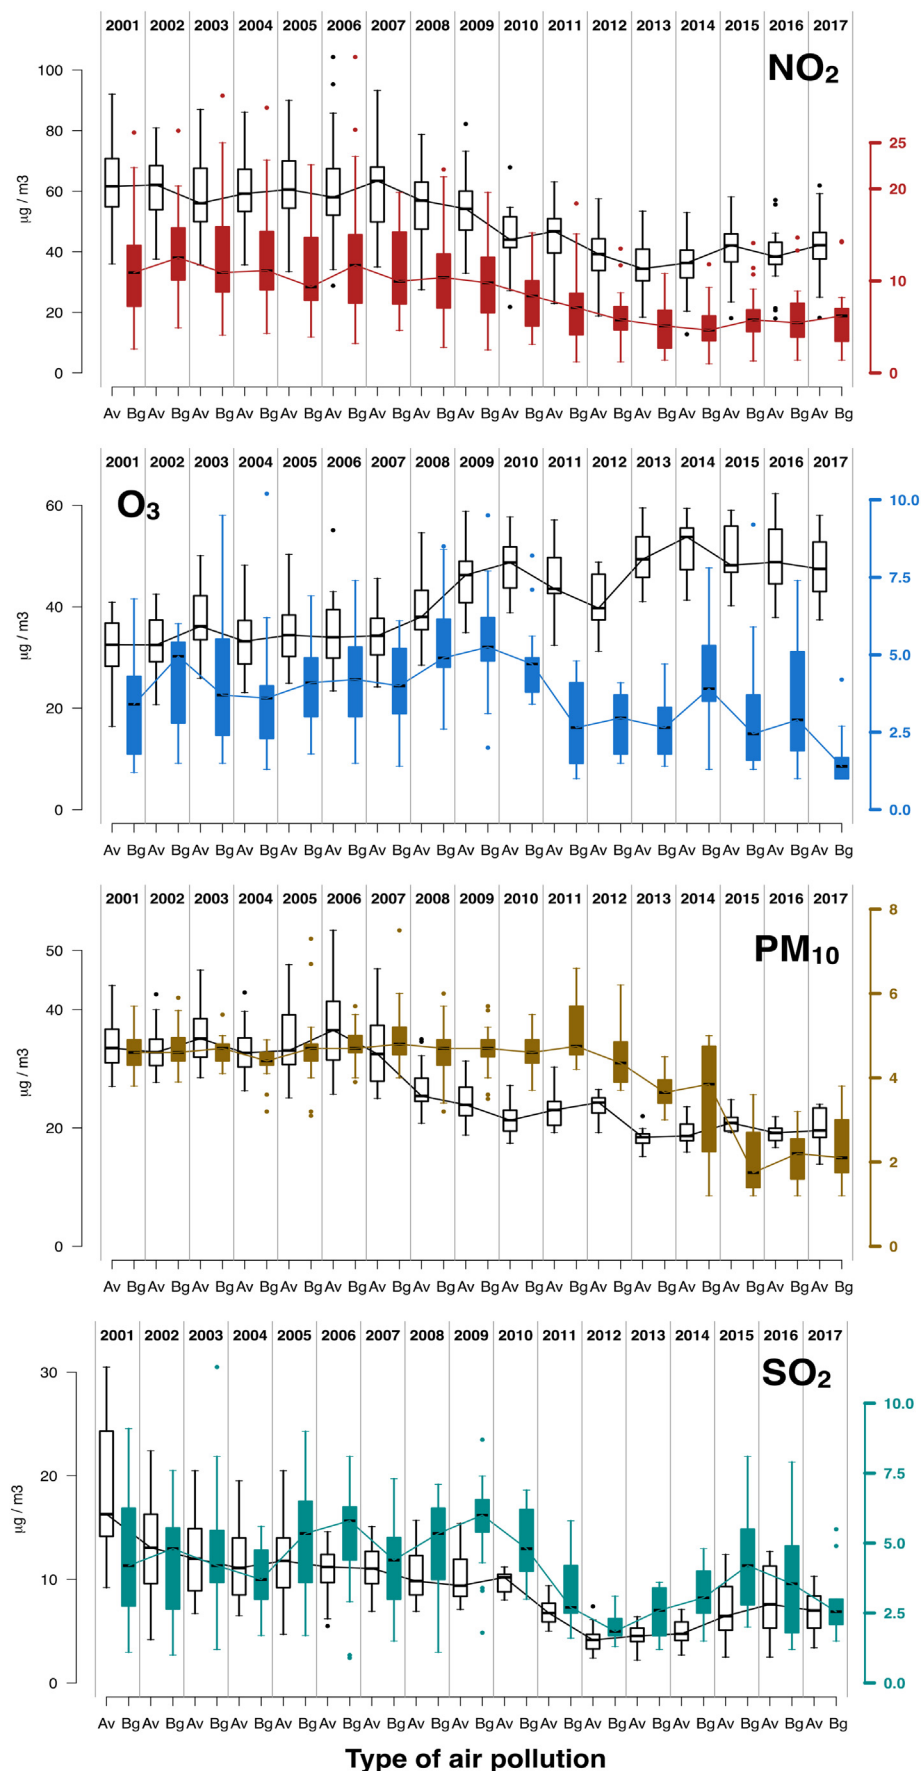 2001 2002 2003 2004 2005 2006 2007 2008 2009 2010 2011 2012 2013 2014 2015 2016 2017
NO2
100
80
60
40
20
0
µg / m3
25
20
10
0
Av Bg Av Bg Av Bg Av Bg Av Bg Av Bg Av Bg Av Bg Av Bg Av Bg Av Bg Av Bg Av Bg Av Bg Av Bg Av Bg Av Bg
2001 2002 2003 2004 2005 2006 2007 2008 2009 2010 2011 2012 2013 2014 2015 2016 2017
O3
60
40
20
0
µg / m3
10.0
7.5
5.0
2.5
0.0
Av Bg Av Bg Av Bg Av Bg Av Bg Av Bg Av Bg Av Bg Av Bg Av Bg Av Bg Av Bg Av Bg Av Bg Av Bg Av Bg Av Bg
2001 2002 2003 2004 2005 2006 2007 2008 2009 2010 2011 2012 2013 2014 2015 2016 2017
PM10
50
40
20
0
µg / m3
8
6
4
2
0
Av Bg Av Bg Av Bg Av Bg Av Bg Av Bg Av Bg Av Bg Av Bg Av Bg Av Bg Av Bg Av Bg Av Bg Av Bg Av Bg Av Bg
2001 2002 2003 2004 2005 2006 2007 2008 2009 2010 2011 2012 2013 2014 2015 2016 2017
SO2
30
20
10
0
µg / m3
10.0
7.5
5.0
2.5
0.0
Av Bg Av Bg Av Bg Av Bg Av Bg Av Bg Av Bg Av Bg Av Bg Av Bg Av Bg Av Bg Av Bg Av Bg Av Bg Av Bg Av Bg
Type of air pollution